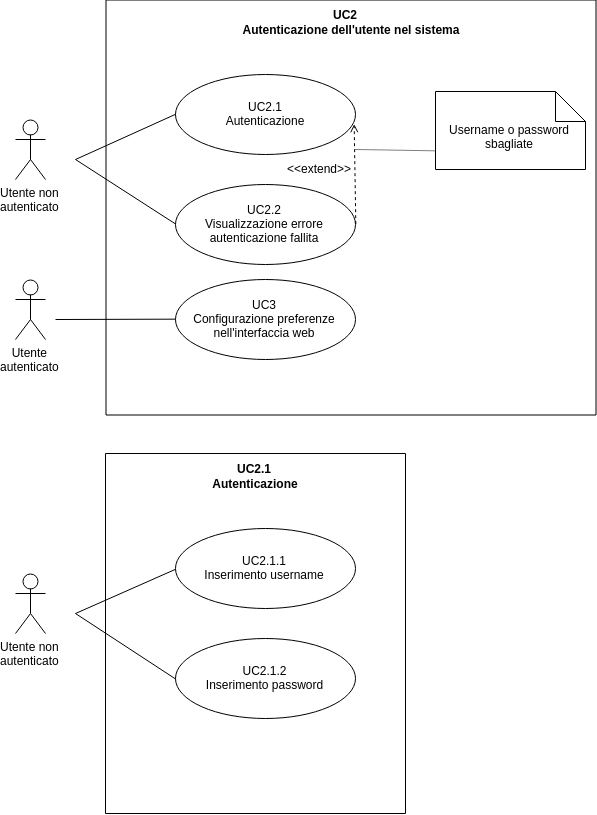 UC2
Autenticazione dell'utente nel sistema
UC2.1
Autenticazione
Username o password
sbagliate
<<extend>>
Utente non
autenticato
UC2.2
Visualizzazione errore
autenticazione fallita
UC3
Configurazione preferenze
nell'interfaccia web
Utente
autenticato
UC2.1
Autenticazione
UC2.1.1
Inserimento username
Utente non
autenticato
UC2.1.2
Inserimento password